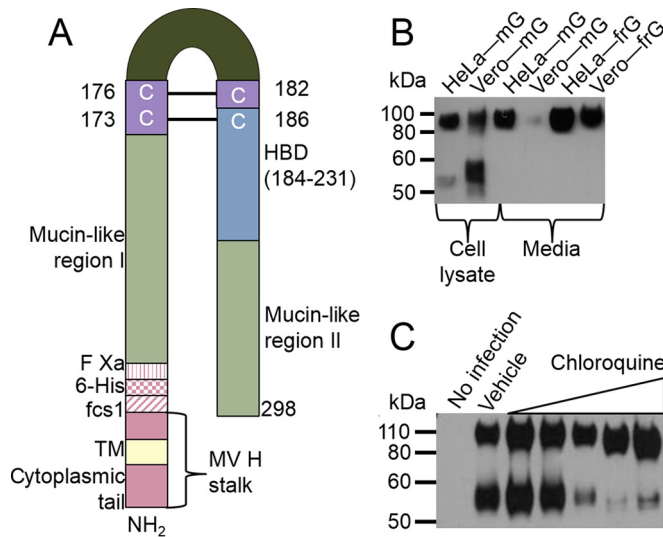 A
176 C C 182
173 C C 186
HBD
(184-231)
Mucin-like
region I
Mucin-like
region II
F Xa
6-His
fcs1
298
TM
Cytoplasmic
tail
MV H
stalk
NH2
B
kDa
HeLa—mG
Vero—mG
HeLa—mG
Vero—mG
HeLa—frG
Vero—frG
100
80
60
50
Cell
lysate
Media
C
kDa
No infection
Vehicle
Chloroquine
110
80
60
50